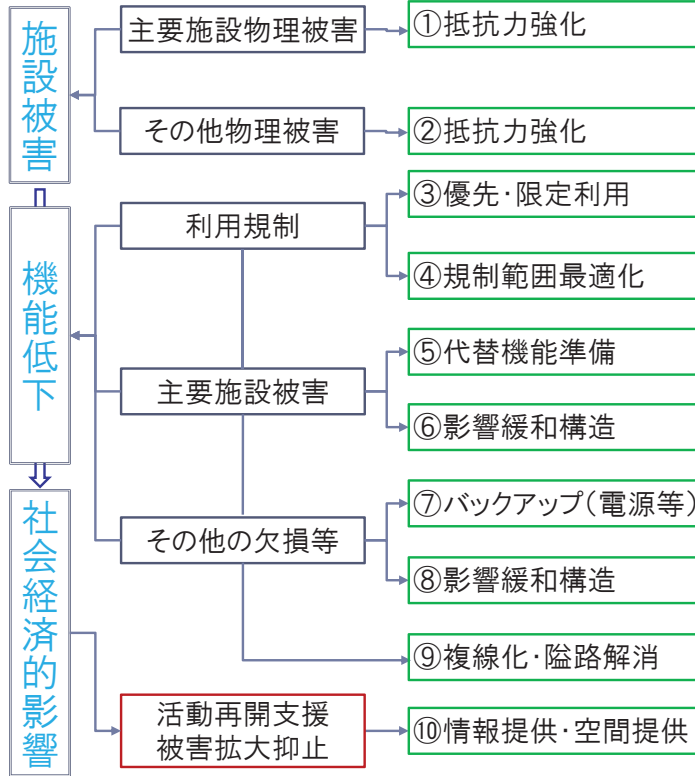 施設被害
機能低下
社会経済的影響
主要施設物理被害
その他物理被害
利用規制
主要施設被害
その他の欠損等
活動再開支援
被害拡大抑止
①抵抗力強化
②抵抗力強化
③優先・限定利用
④規制範囲最適化
⑤代替機能準備
⑥影響緩和構造
⑦バックアップ(電源等)
⑧影響緩和構造
⑨複線化・隘路解消
⑩情報提供・空間提供